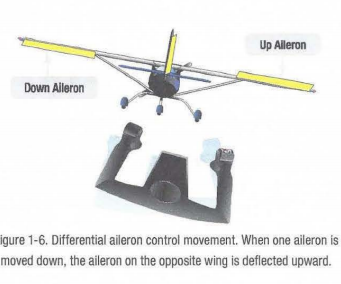 Up Aileron
Down Aileron
igure 1-6. Differential aileron control movement. When one aileron is
moved down, the aileron on the opposite wing is deflected upward.